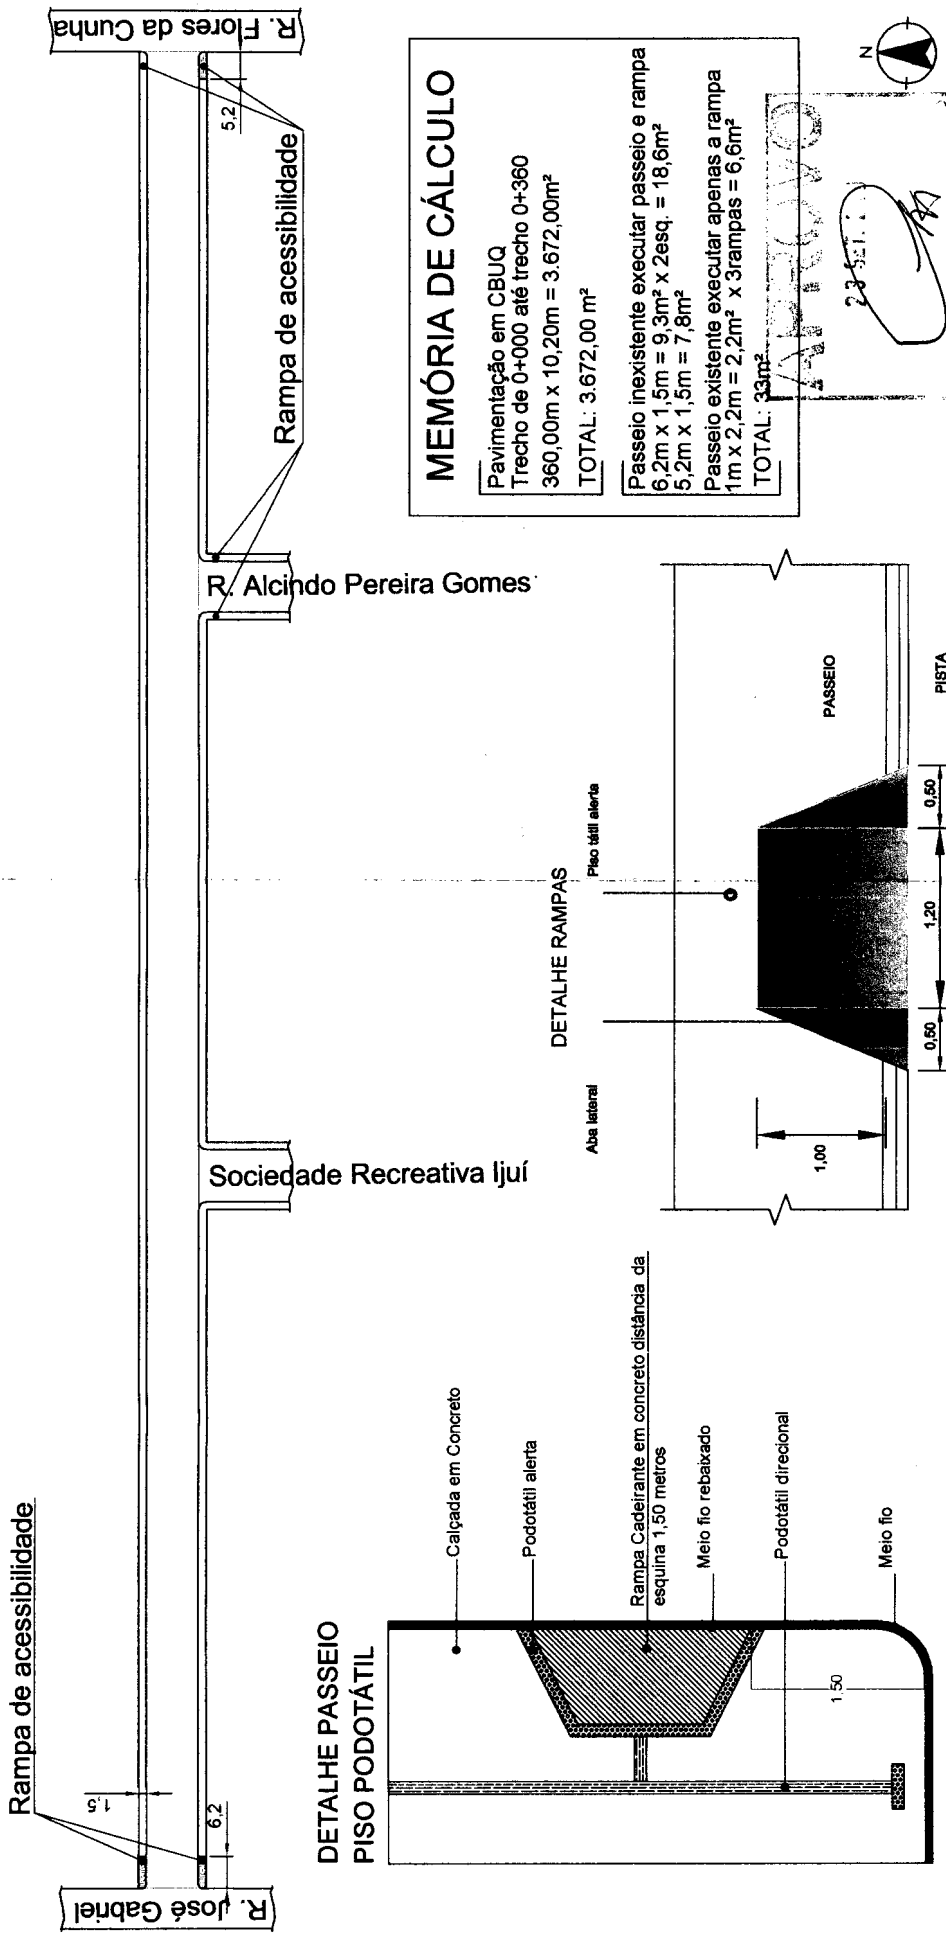 R. Flores da Cunha
5,2
Rampa de acessibilidade
R. Alcindo Pereira Gomes
Sociedade Recreativa Ijuí
Rampa de acessibilidade
1,5
6,2
R. José Gabriel
MEMÓRIA DE CÁLCULO
Pavimentação em CBUQ
Trecho de 0+000 até trecho 0+360
360,00m x 10,20m = 3.672,00m²
TOTAL: 3.672,00 m²
Passeio inexistente executar passeio e rampa
6,2m x 1,5m = 9,3m² x 2esq. = 18,6m²
5,2m x 1,5m = 7,8m²
Passeio existente executar apenas a rampa
1m x 2,2m = 2,2m² x 3rampas = 6,6m²
TOTAL: 33m²
APROVO
23 SET.
N
DETALHE RAMPAS
Aba lateral
Piso tátil alerta
PASSEIO
PISTA
1,00
0,50
1,20
0,50
DETALHE PASSEIO
PISO PODOTÁTIL
Calçada em Concreto
Podotátil alerta
Rampa Cadeirante em concreto distância da
esquina 1,50 metros
Meio fio rebaixado
Podotátil direcional
Meio fio
1,50